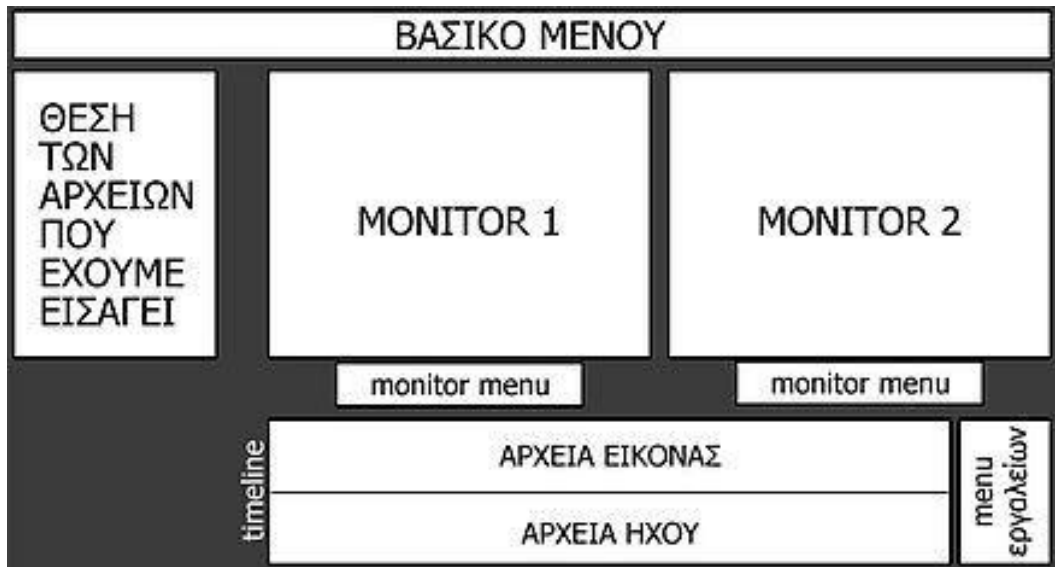 ΒΑΣΙΚΟ ΜΕΝΟΥ
ΘΕΣΗ
ΤΩΝ
ΑΡΧΕΙΩΝ
ΠΟΥ
ΕΧΟΥΜΕ
ΕΙΣΑΓΕΙ
MONITOR 1
MONITOR 2
monitor menu
monitor menu
timeline
ΑΡΧΕΙΑ ΕΙΚΟΝΑΣ
ΑΡΧΕΙΑ ΗΧΟΥ
menu
εργαλείων